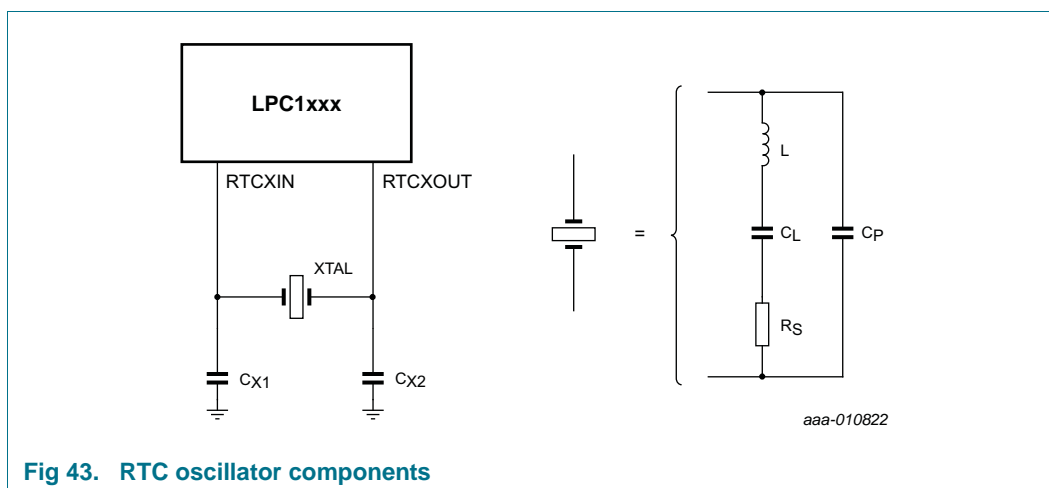 LPC1xxx
RTCXIN
RTCXOUT
XTAL
CX1
CX2
=
L
CL
CP
RS
aaa-010822
Fig 43. RTC oscillator components